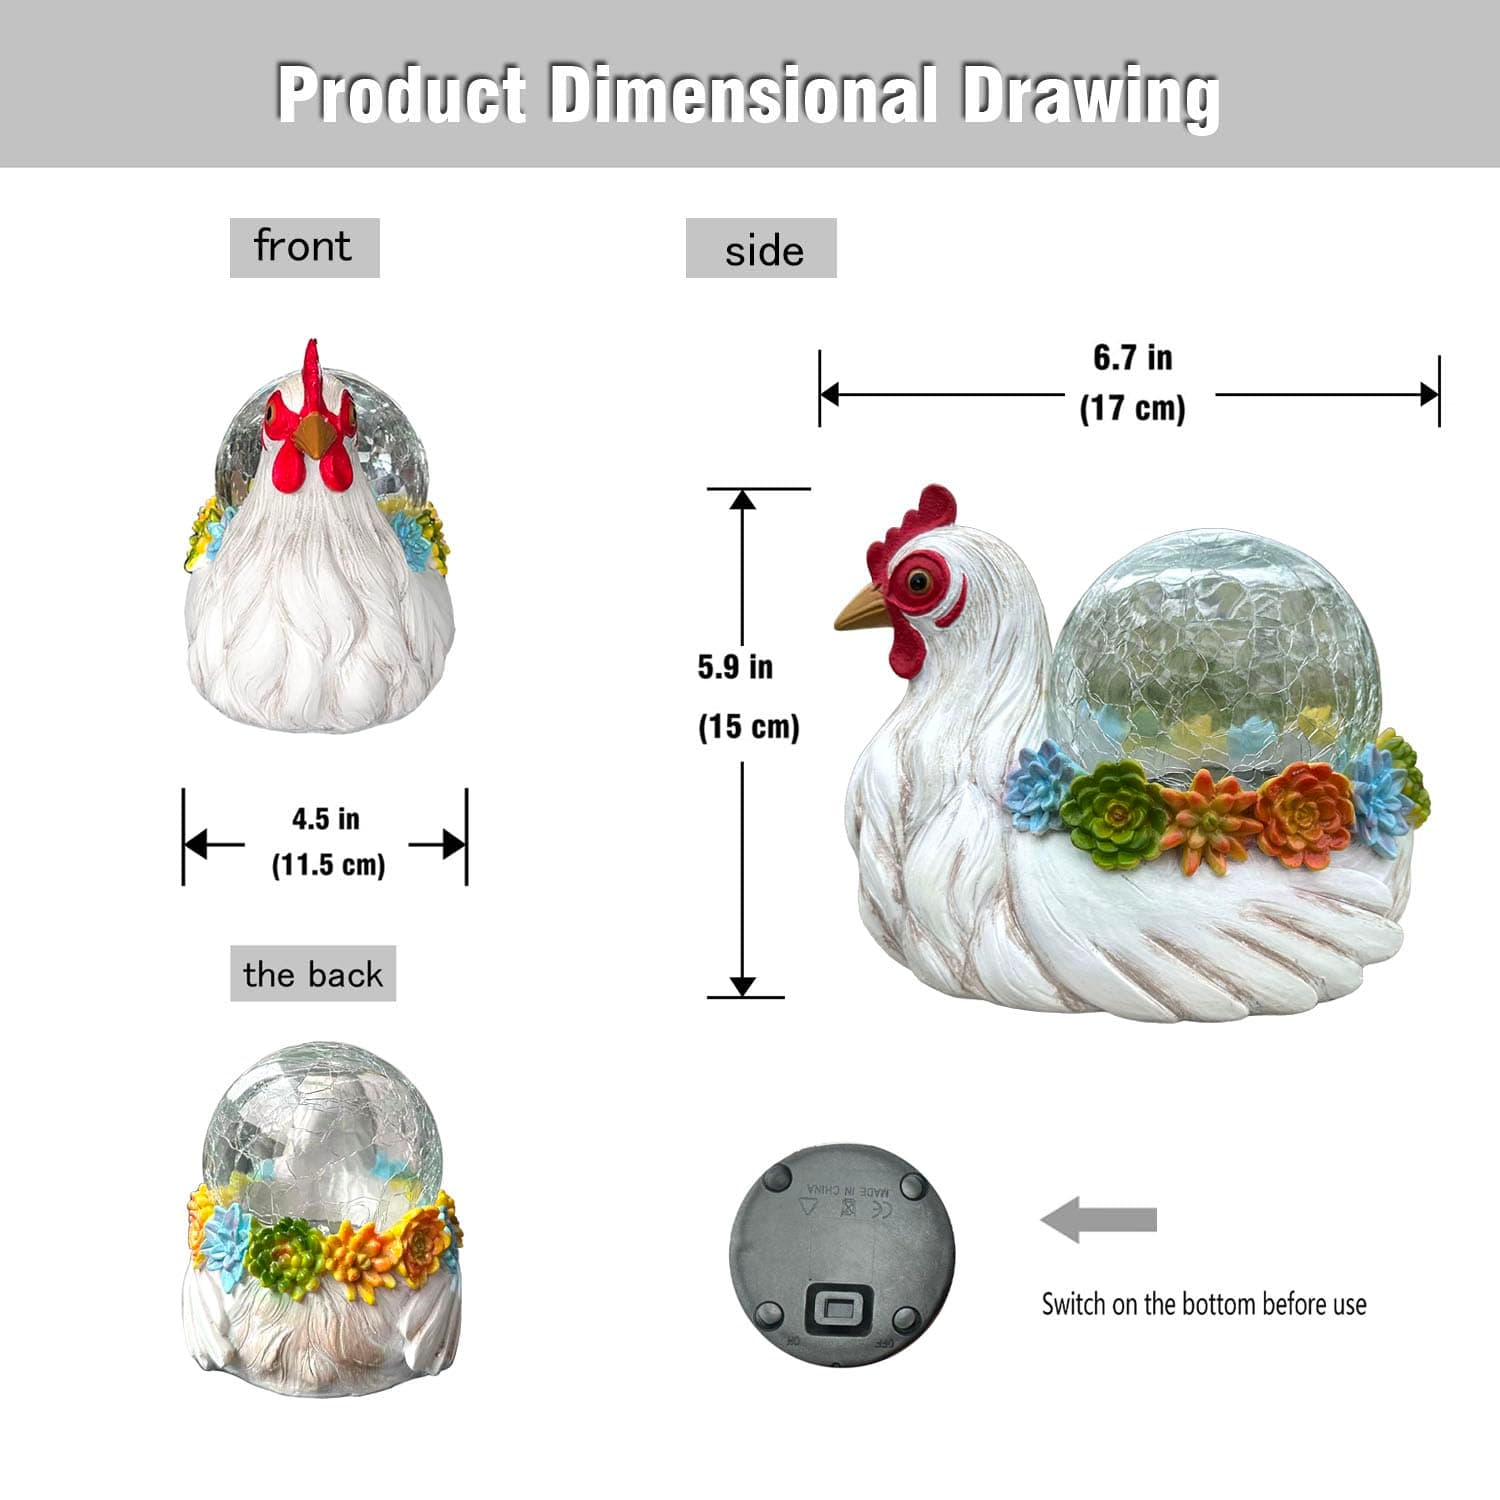 Product Dimensional Drawing
front
side
6.7 in
(17 cm)
5.9 in
(15 cm)
4.5 in
(11.5 cm)
the back
MADE IN CHINA
CE
ON
OFF
Switch on the bottom before use